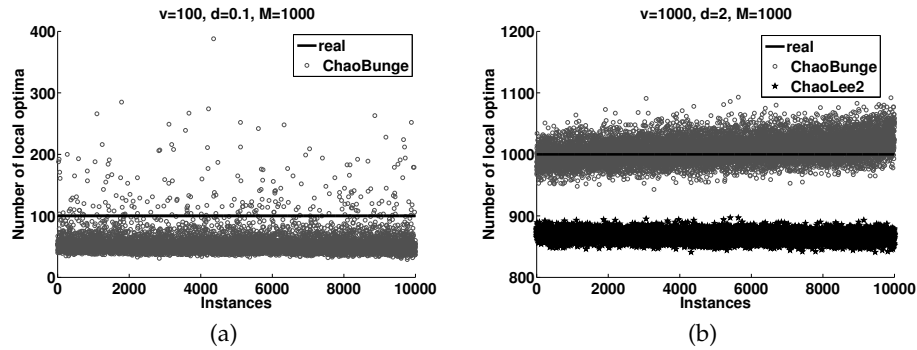 v=100, d=0.1, M=1000
400
300
200
100
0
Number of local optima
real
ChaoBunge
0 2000 4000 6000 8000 10000
Instances
(a)
v=1000, d=2, M=1000
1200
1100
1000
900
800
Number of local optima
real
ChaoBunge
ChaoLee2
0 2000 4000 6000 8000 10000
Instances
(b)